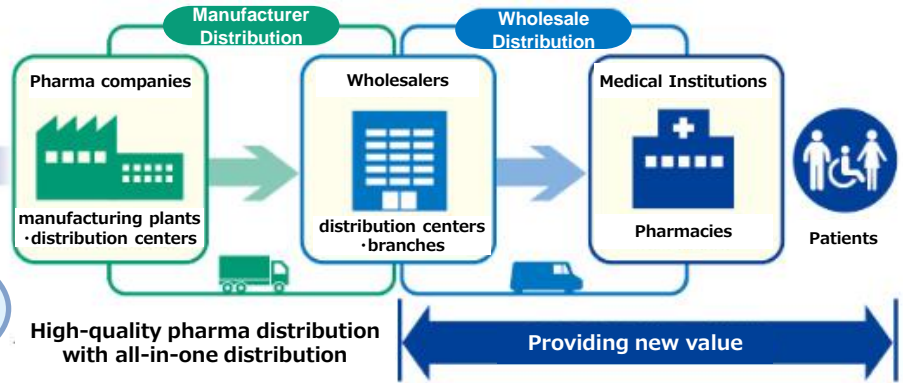 Manufacturer
Distribution
Wholesale
Distribution
Pharma companies
manufacturing plants
・distribution centers
Wholesalers
distribution centers
・branches
Medical Institutions
Pharmacies
Patients
High-quality pharma distribution
with all-in-one distribution
Providing new value